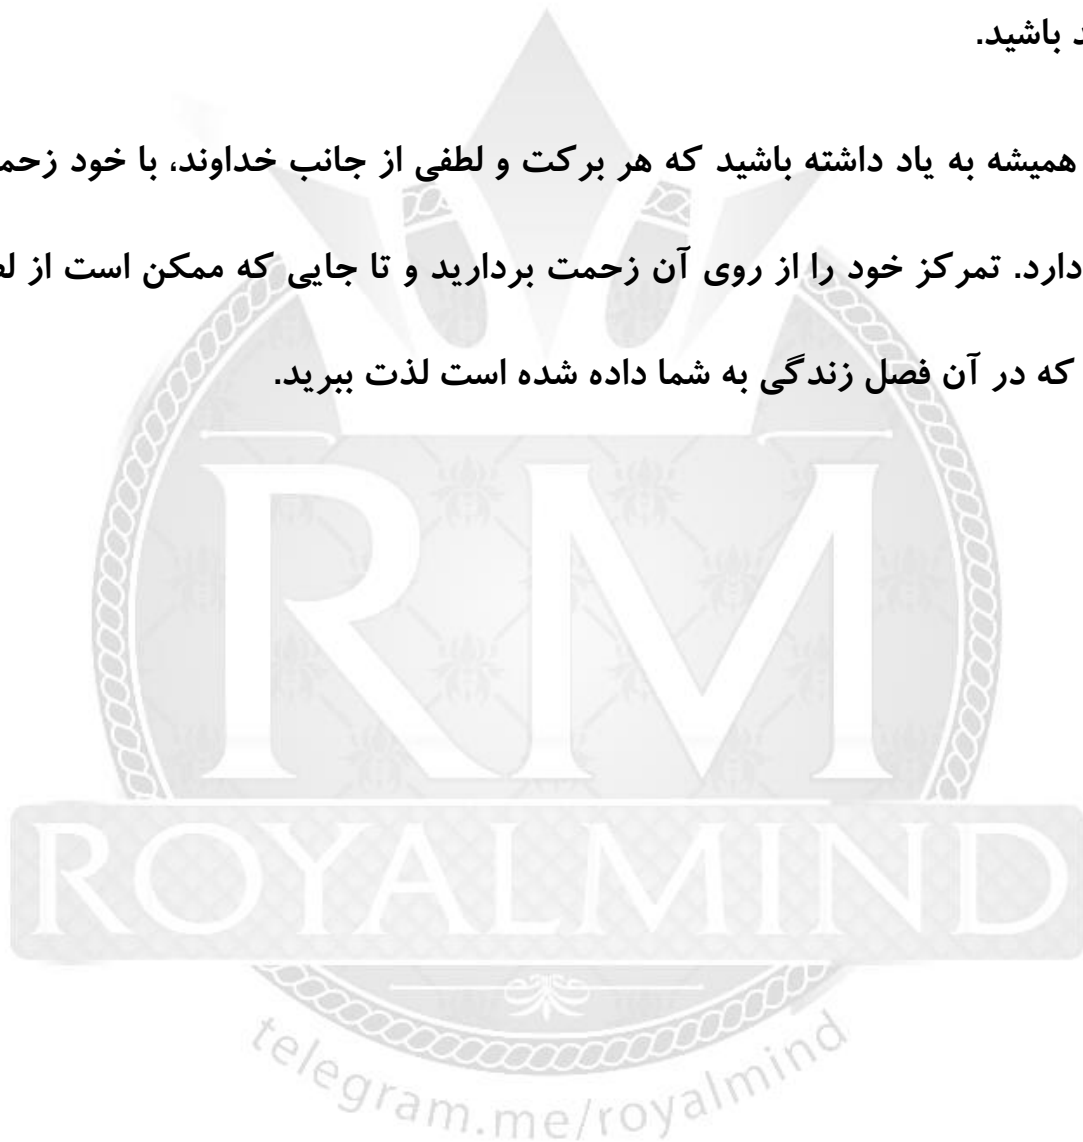 باشید.
همیشه به یاد داشته باشید که هر برکت و لطفی از جانب خداوند، با خود
دارد. تمرکز خود را از روی آن زحمت بردارید و تا جایی که ممکن است از
که در آن فصل زندگی به شما داده شده است لذت ببرید.
RM
ROYALMIND
telegram.me/royalmind